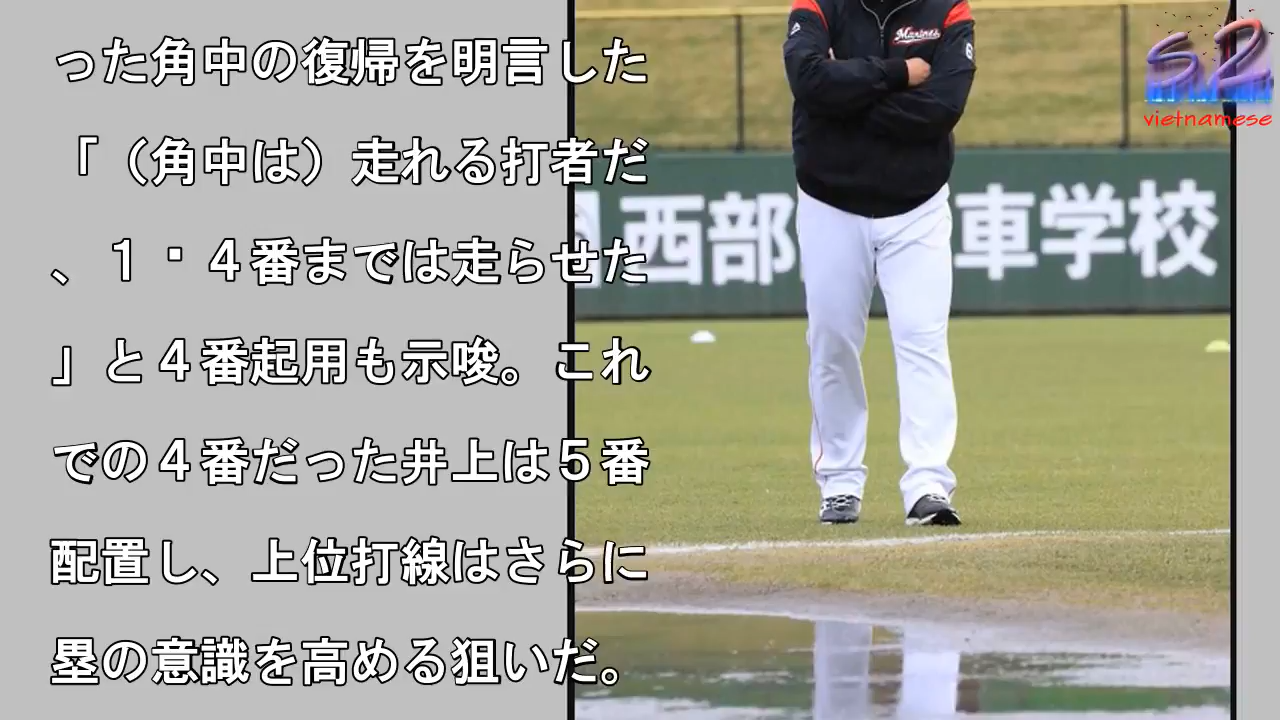 った角中の復帰を明言した
「（角中は）走れる打者だ
、１・４番までは走らせた
」と４番起用も示唆。これ
での４番だった井上は５番
配置し、上位打線はさらに
塁の意識を高める狙いだ。
Marines
6
西部 車学校
S2
vietnamese